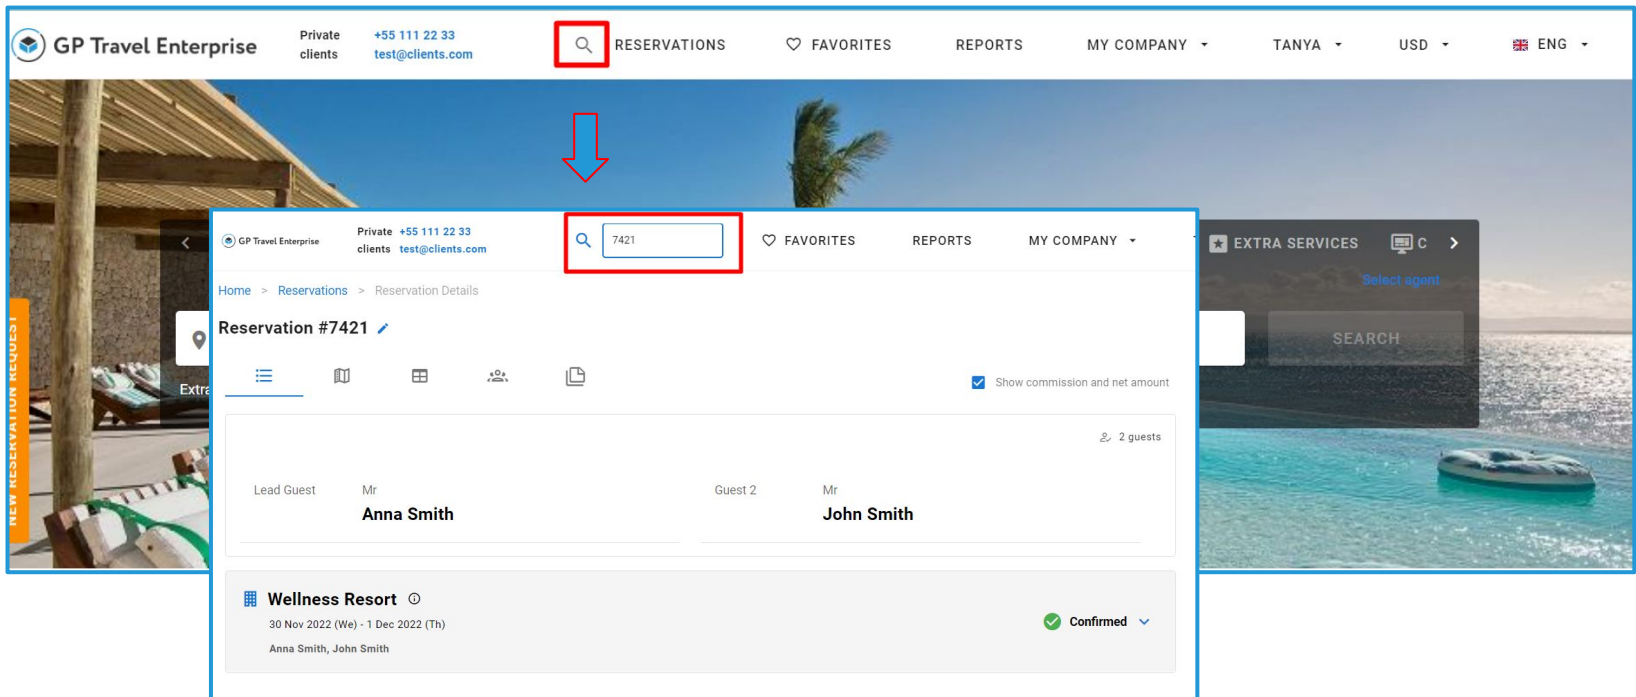 GP Travel Enterprise
Private clients
+55 111 22 33
test@clients.com
RESERVATIONS
FAVORITES
REPORTS
MY COMPANY
TANYA
USD
ENG
EXTRA SERVICES
C
Select agent
SEARCH
NEW RESERVATION REQUEST
Extra
GP Travel Enterprise
Private clients
+55 111 22 33
test@clients.com
7421
FAVORITES
REPORTS
MY COMPANY
Home > Reservations > Reservation Details
Reservation #7421
Show commission and net amount
2 guests
Lead Guest
Mr
Anna Smith
Guest 2
Mr
John Smith
Wellness Resort
30 Nov 2022 (We) - 1 Dec 2022 (Th)
Anna Smith, John Smith
Confirmed